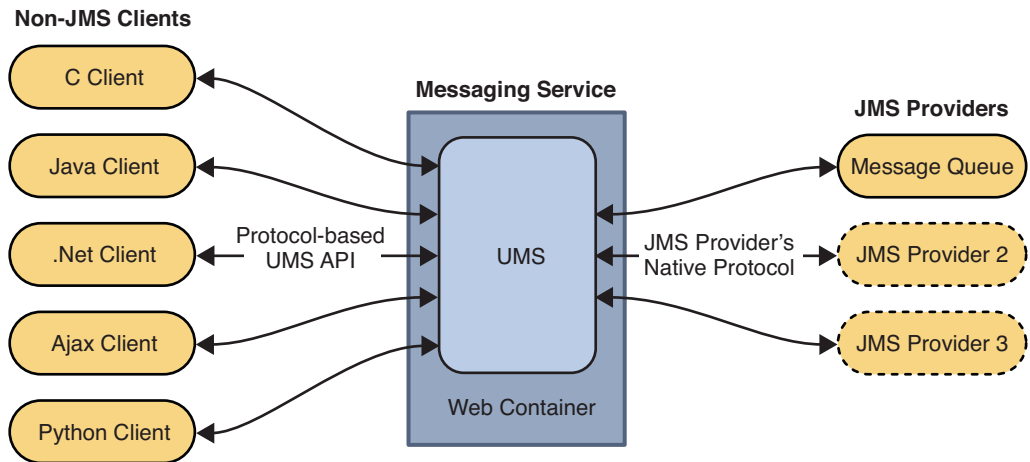 Non-JMS Clients
C Client
Java Client
.Net Client
Ajax Client
Python Client
Protocol-based
UMS API
Messaging Service
UMS
Web Container
JMS Provider's
Native Protocol
JMS Providers
Message Queue
JMS Provider 2
JMS Provider 3